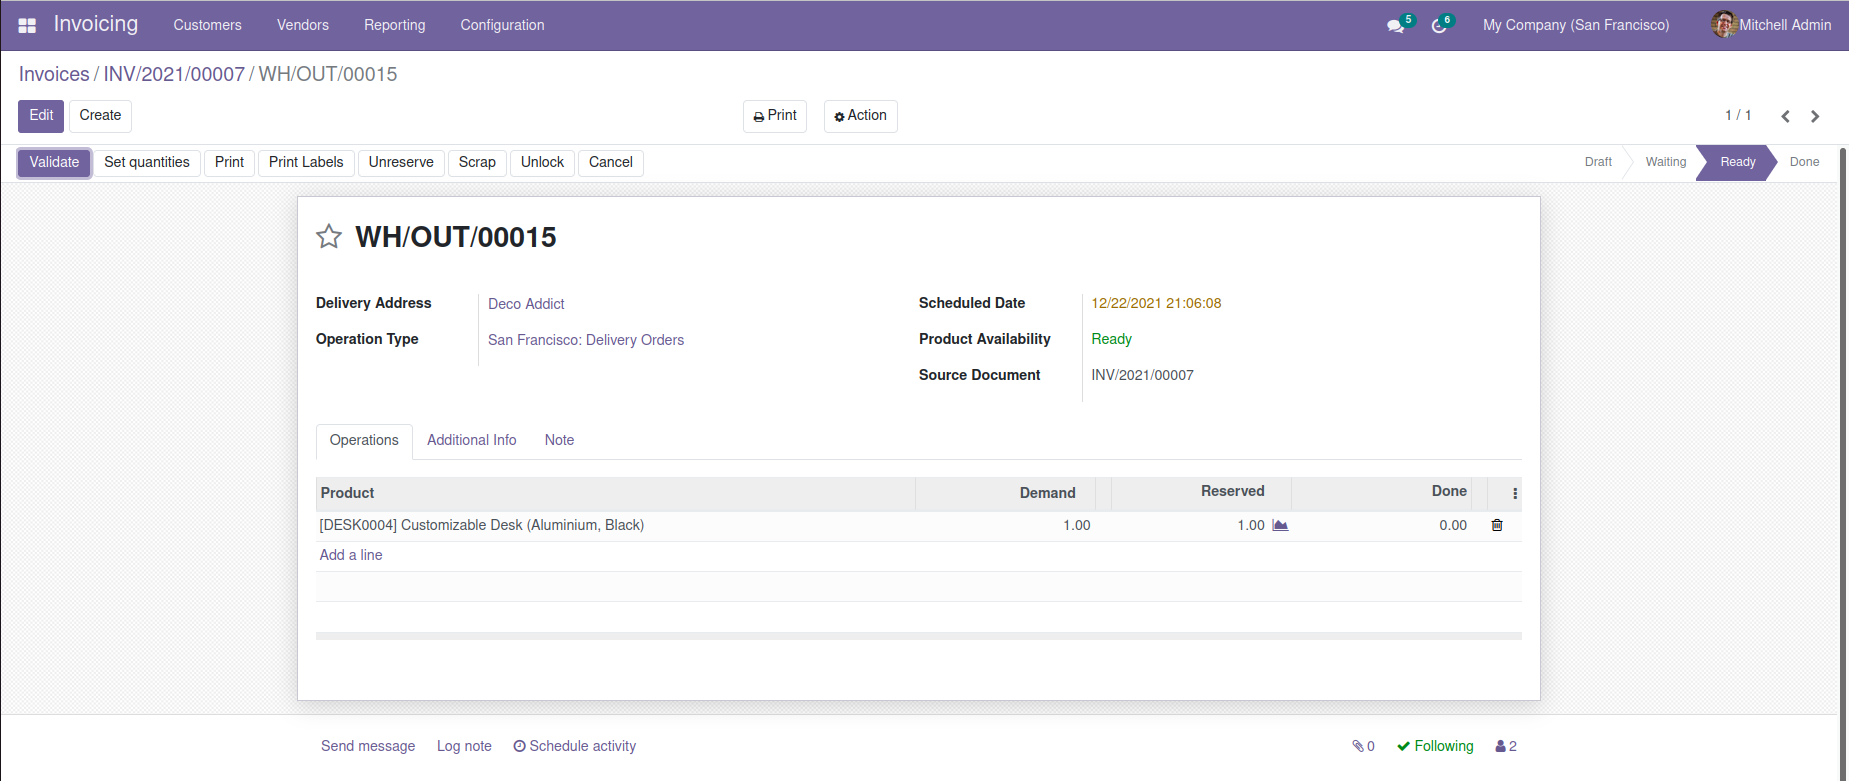 Invoicing Customers Vendors Reporting Configuration 5 6 My Company (San Francisco) Mitchell Admin
Invoices / INV/2021/00007 / WH/OUT/00015
Edit Create Print Action 1 / 1
Validate Set quantities Print Print Labels Unreserve Scrap Unlock Cancel Draft Waiting Ready Done
WH/OUT/00015
Delivery Address Deco Addict Scheduled Date 12/22/2021 21:06:08
Operation Type San Francisco: Delivery Orders Product Availability Ready
Source Document INV/2021/00007
Operations Additional Info Note
Product Demand Reserved Done
[DESK0004] Customizable Desk (Aluminium, Black) 1.00 1.00 0.00
Add a line
Send message Log note Schedule activity 0 Following 2